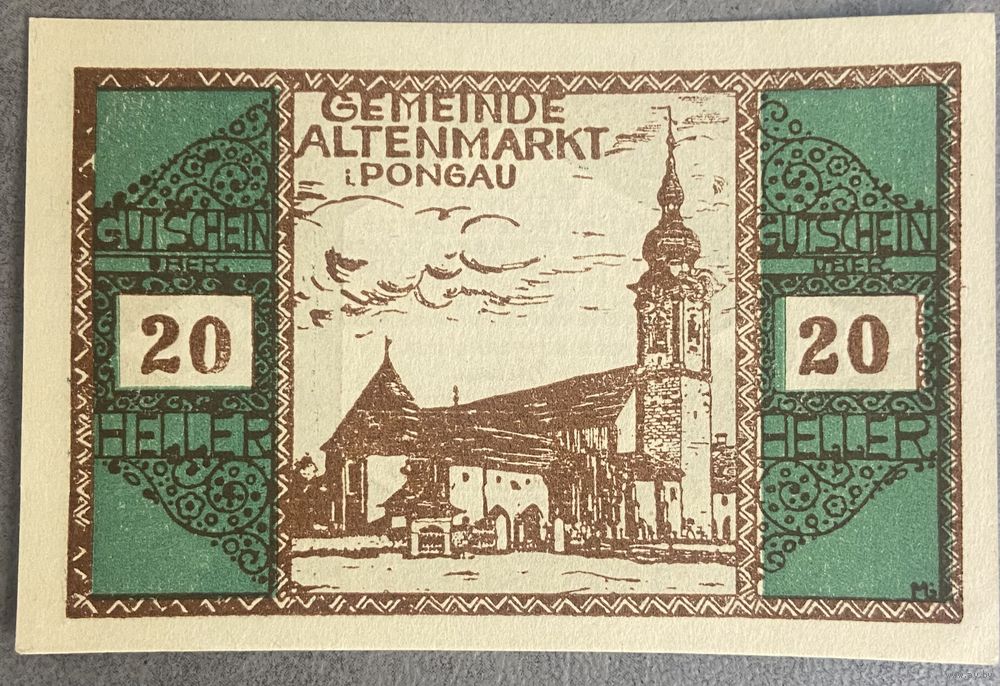 GEMEINDE
ALTENMARKT
i. PONGAU
GUTSCHEIN
ÜBER
20
HELLER
GUTSCHEIN
ÜBER
20
HELLER